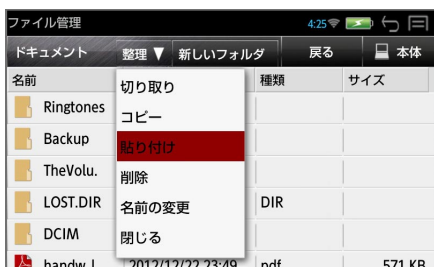 ファイル管理 4:25
ドキュメント 整理 ▼ 新しいフォルダ 戻る 本体
名前 種類 サイズ
切り取り
Ringtones
コピー
Backup
貼り付け
TheVolu.
削除
LOST.DIR DIR
名前の変更
DCIM
閉じる
handw_l 2012/12/22 23:49 pdf 571 KB